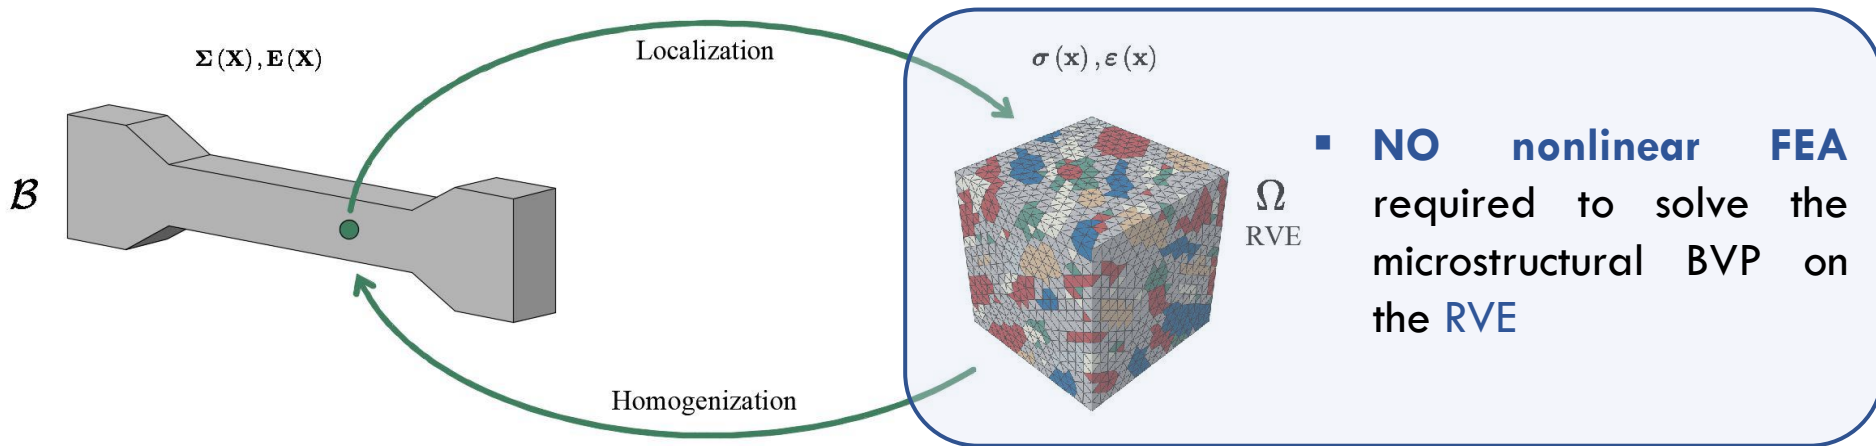 Σ(X), E(X)
Localization
σ(x), ε(x)
ℬ
Ω
RVE
▪ NO nonlinear FEA
required to solve the
microstructural BVP on
the RVE
Homogenization